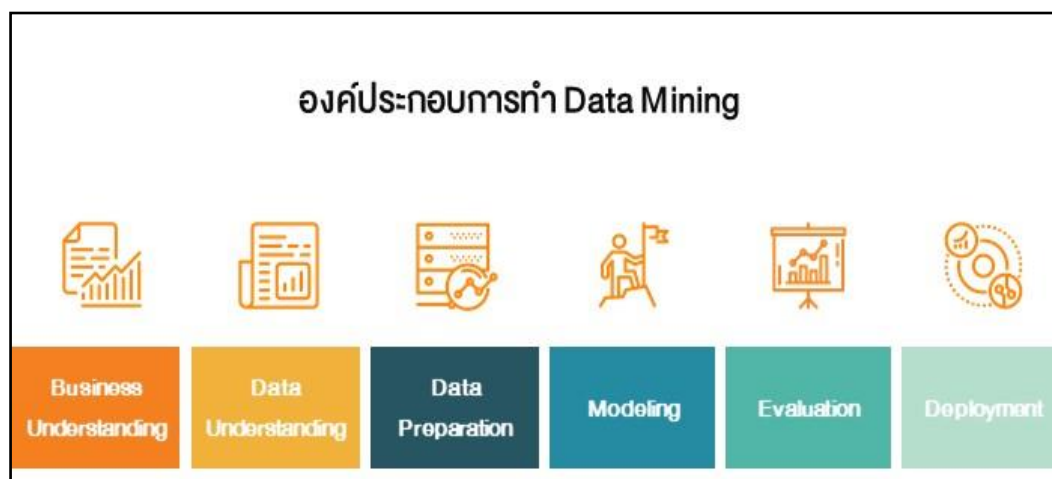 องค์ประกอบการทำ Data Mining
Business
Understanding
Data
Understanding
Data
Preparation
Modeling
Evaluation
Deployment